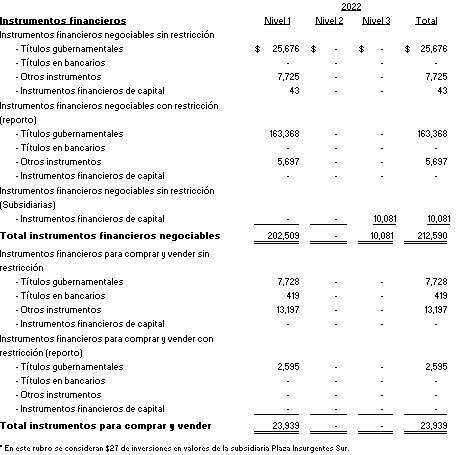 2022
Instrumentos financieros Nivel 1 Nivel 2 Nivel 3 Total
Instrumentos financieros negociables sin restricción
- Títulos gubernamentales $ 25,676 $ - $ - $ 25,676
- Títulos en bancarios - - - -
- Otros instrumentos 7,725 - - 7,725
- Instrumentos financieros de capital 43 - - 43
Instrumentos financieros negociables con restricción
(reporto)
- Títulos gubernamentales 163,368 - - 163,368
- Títulos en bancarios - - - -
- Otros instrumentos 5,697 - - 5,697
- Instrumentos financieros de capital - - - -
Instrumentos financieros negociables sin restricción
(Subsidiarias)
- Instrumentos financieros de capital - - 10,081 10,081
Total instrumentos financieros negociables 202,509 - 10,081 212,590
Instrumentos financieros para comprar y vender sin
restricción
- Títulos gubernamentales 7,728 - - 7,728
- Títulos en bancarios 419 - - 419
- Otros instrumentos 13,197 - - 13,197
- Instrumentos financieros de capital - - - -
Instrumentos financieros para comprar y vender con
restricción (reporto)
- Títulos gubernamentales 2,595 - - 2,595
- Títulos en bancarios - - - -
- Otros instrumentos - - - -
- Instrumentos financieros de capital - - - -
Total instrumentos para comprar y vender 23,939 - - 23,939
* En este rubro se consideran $27 de inversiones en valores de la subsidiaria Plaza Insurgentes Sur.